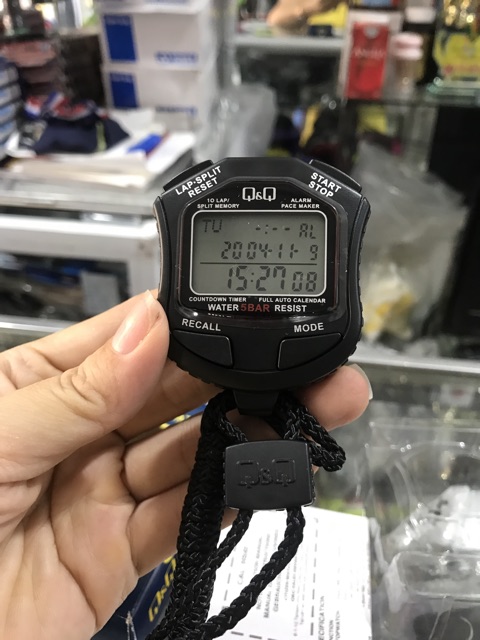 LAP·SPLIT
RESET
START
STOP
Q&Q
10 LAP/
SPLIT MEMORY
ALARM
PACE MAKER
TU -:-- AL
2004-11- 9
15:27 08
COUNTDOWN TIMER FULL AUTO CALENDAR
WATER 5BAR RESIST
RECALL
MODE
Q&Q
Q&Q